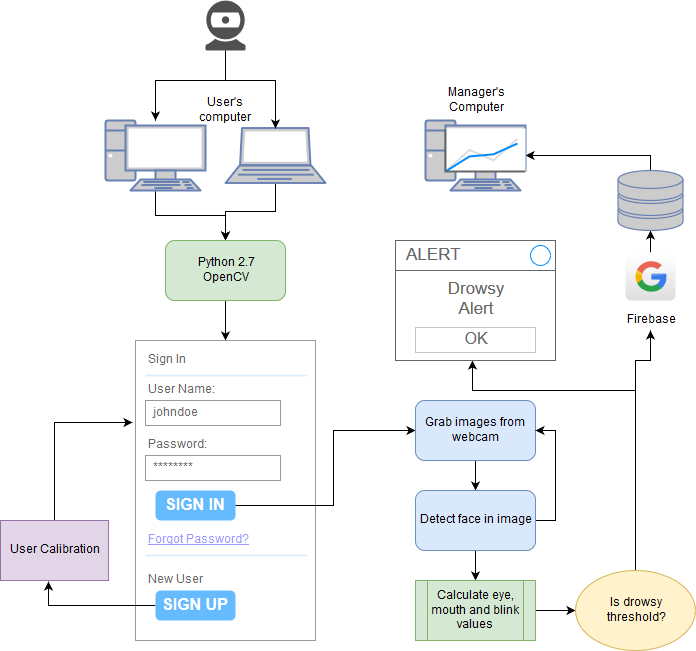 User's
computer
Manager's
Computer
Python 2.7
OpenCV
ALERT
Drowsy
Alert
OK
Firebase
Sign In
User Name:
johndoe
Password:
********
SIGN IN
Forgot Password?
New User
SIGN UP
User Calibration
Grab images from
webcam
Detect face in image
Calculate eye,
mouth and blink
values
Is drowsy
threshold?